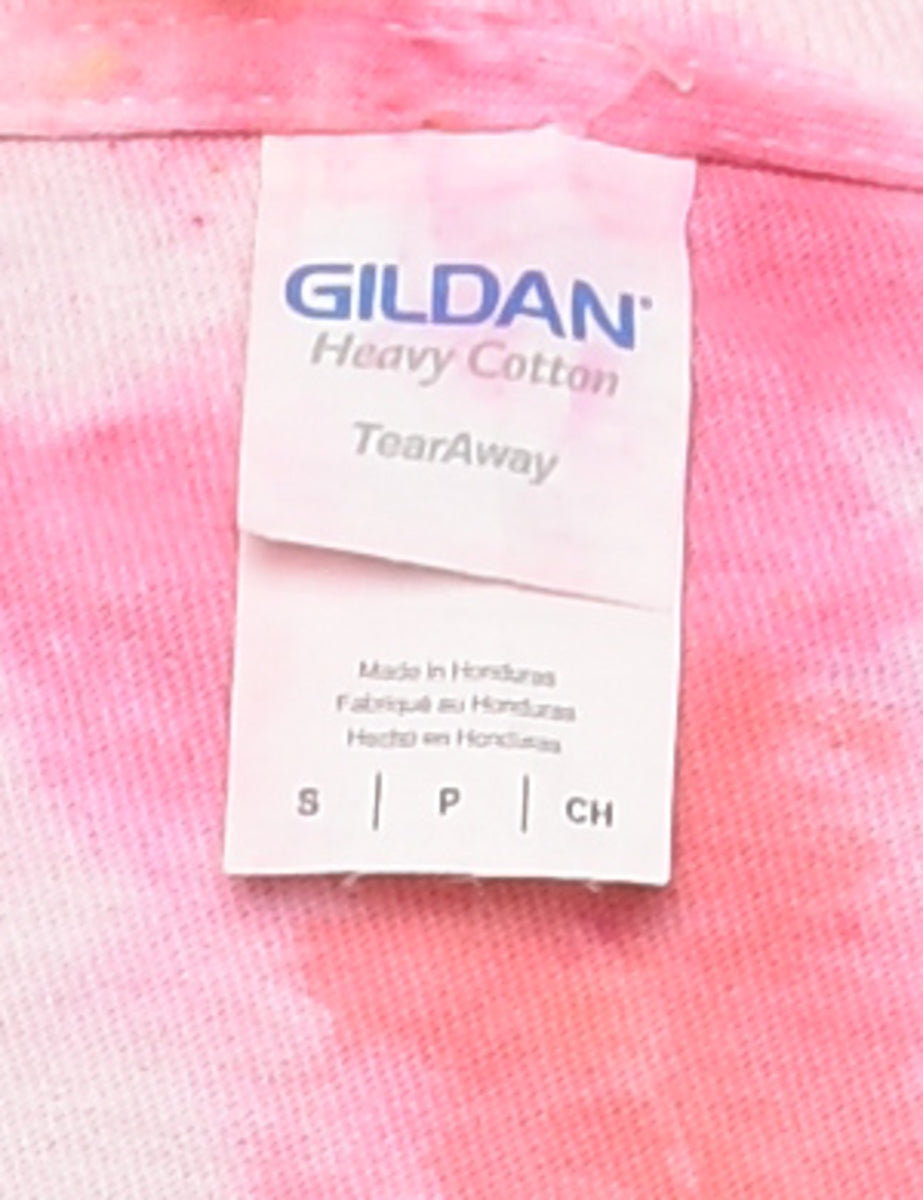 GILDAN®
Heavy Cotton
TearAway
Made in Honduras
Fabriqué au Honduras
Hecho en Honduras
S | P | CH